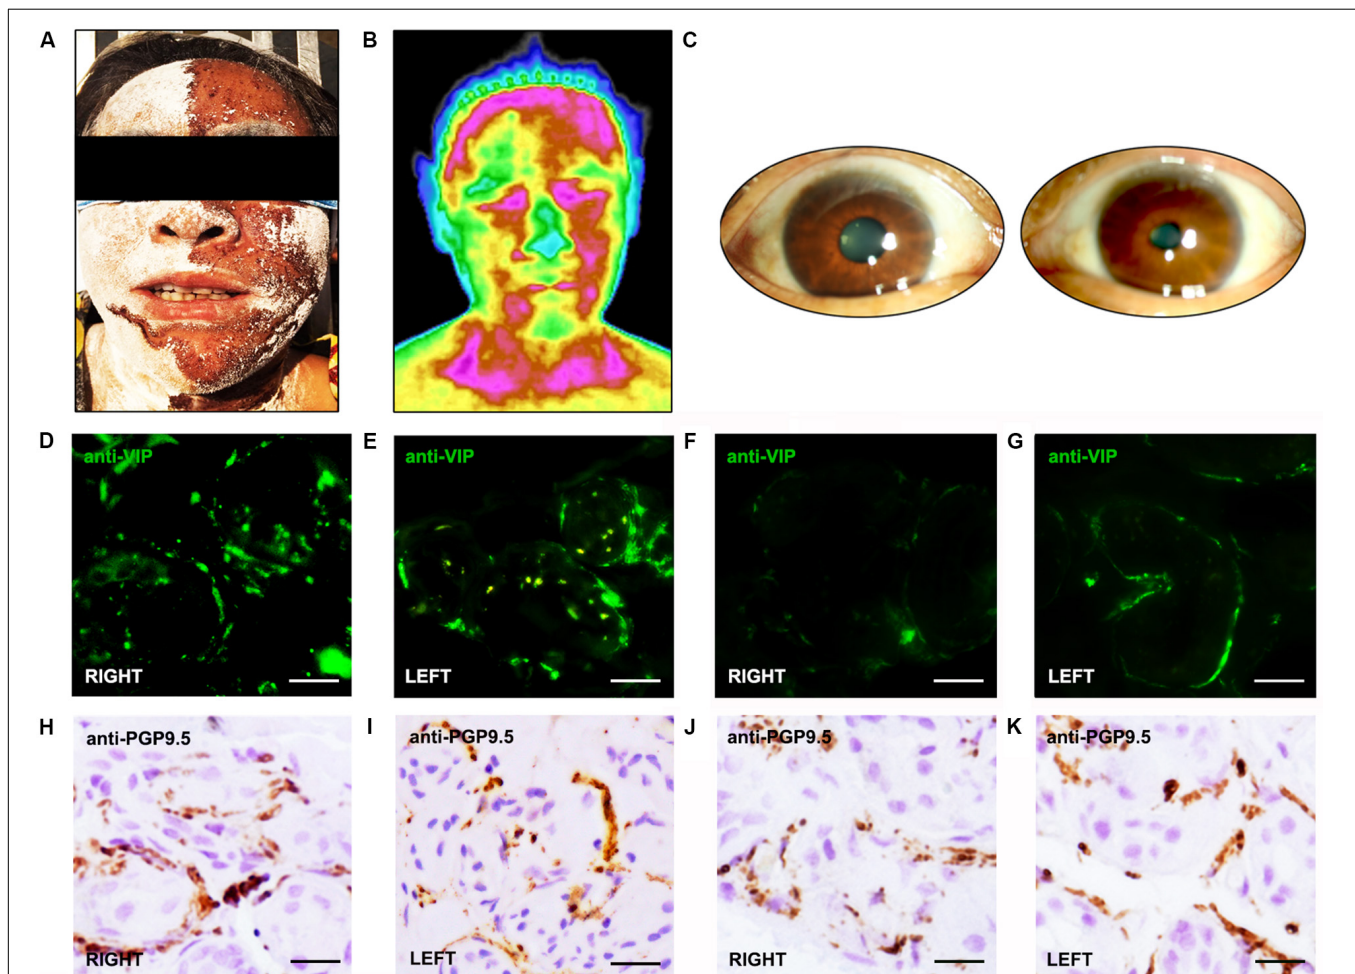 A
B
C
D
anti-VIP
RIGHT
E
anti-VIP
LEFT
F
anti-VIP
RIGHT
G
anti-VIP
LEFT
H
anti-PGP9.5
RIGHT
I
anti-PGP9.5
LEFT
J
anti-PGP9.5
RIGHT
K
anti-PGP9.5
LEFT